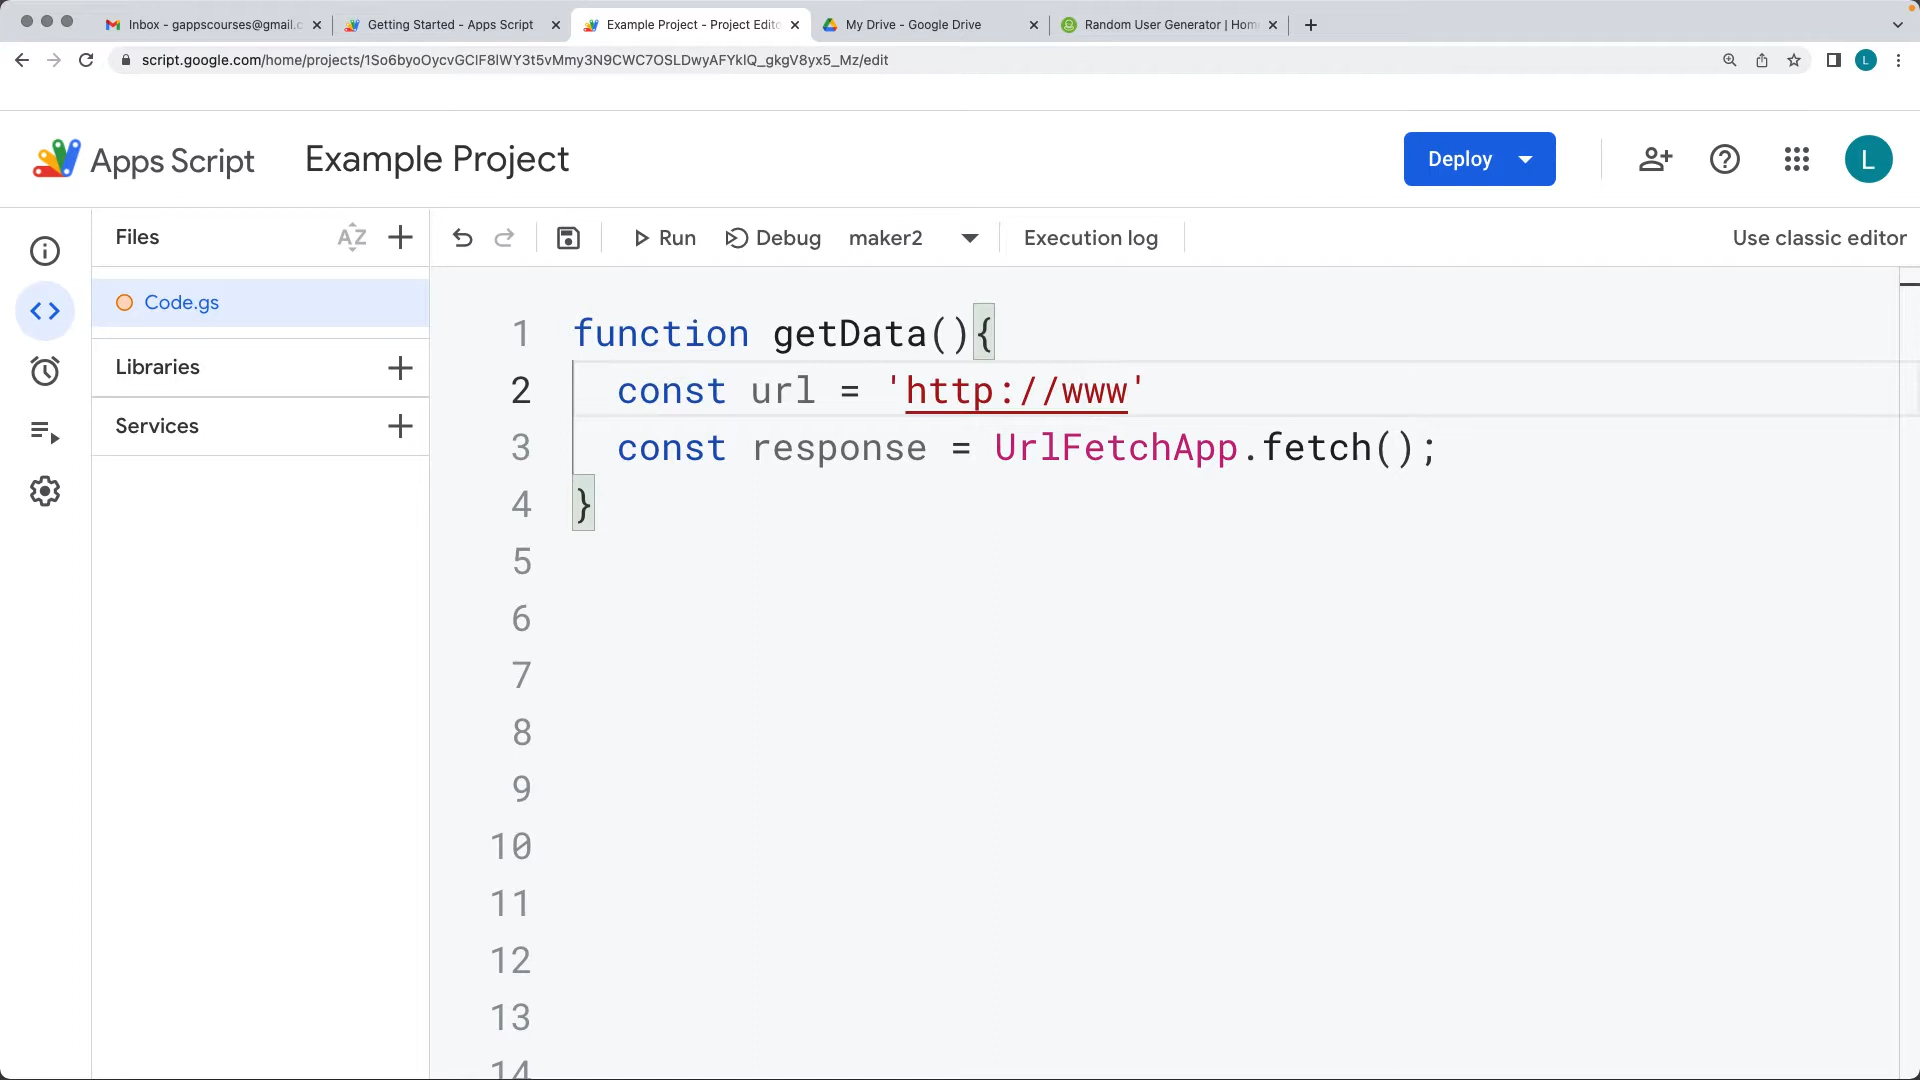 Inbox - gappscourses@gmail.c
Getting Started - Apps Script
Example Project - Project Edito
My Drive - Google Drive
Random User Generator | Hom
script.google.com/home/projects/1So6byoOycvGClF8lWY3t5vMmy3N9CWC7OSLDwyAFYklQ_gkgV8yx5_Mz/edit
L
Apps Script
Example Project
Deploy
L
Files
AZ
Run
Debug
maker2
Execution log
Use classic editor
Code.gs
Libraries
Services
1 function getData(){
2 const url = 'http://www'
3 const response = UrlFetchApp.fetch();
4 }
5
6
7
8
9
10
11
12
13
14